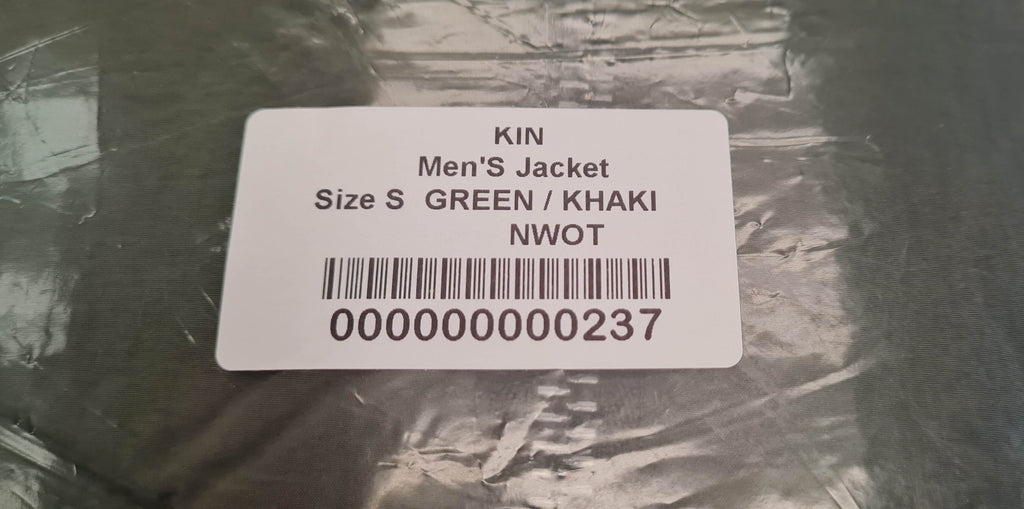 KIN
Men'S Jacket
Size S GREEN / KHAKI
NWOT
000000000237